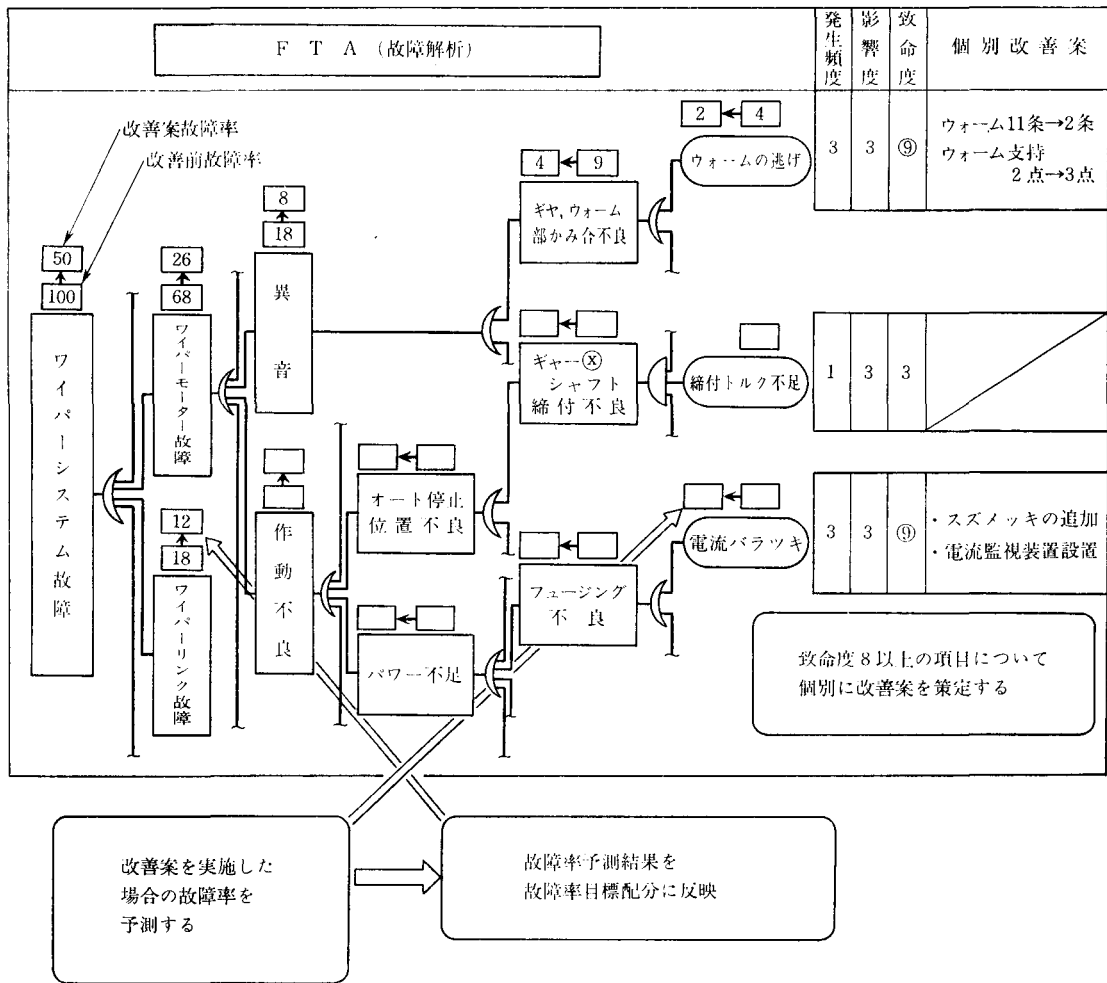 F T A (故障解析)
発生頻度
影響度
致命度
個別改善案
改善案故障率
改善前故障率
50
100
ワイパーシステム故障
26
68
ワイパーモーター故障
12
18
ワイパーリンク故障
8
18
異音
作動不良
オート停止
位置不良
パワー不足
4
9
ギヤ,ウォーム
部かみ合不良
ギャーⓧ
シャフト
締付不良
フュージング
不良
2
4
ウォームの逃げ
3
3
⑨
ウォーム11条→2条
ウォーム支持
2点→3点
締付トルク不足
1
3
3
電流バラツキ
3
3
⑨
・スズメッキの追加
・電流監視装置設置
致命度8以上の項目について
個別に改善案を策定する
改善案を実施した
場合の故障率を
予測する
故障率予測結果を
故障率目標配分に反映